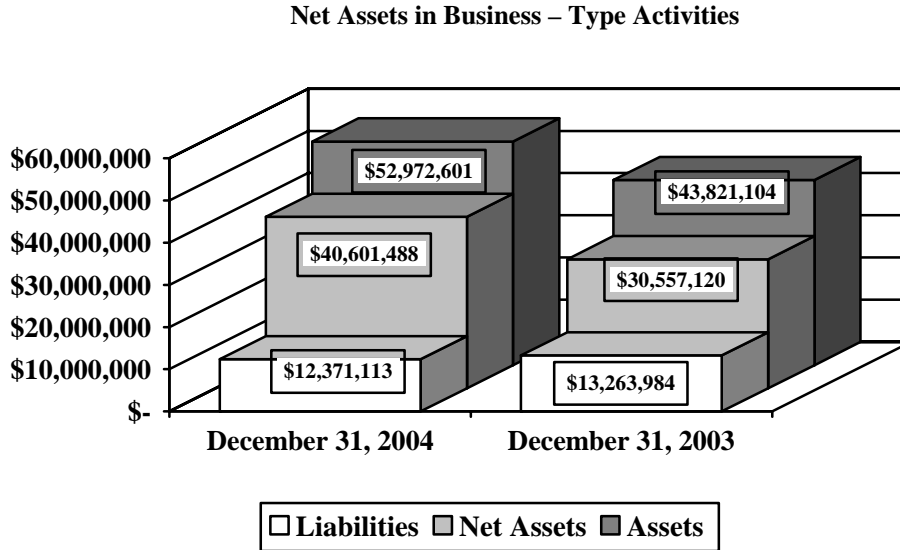 Net Assets in Business – Type Activities
$60,000,000
$50,000,000
$40,000,000
$30,000,000
$20,000,000
$10,000,000
$-
$52,972,601
$40,601,488
$12,371,113
$43,821,104
$30,557,120
$13,263,984
December 31, 2004
December 31, 2003
Liabilities
Net Assets
Assets